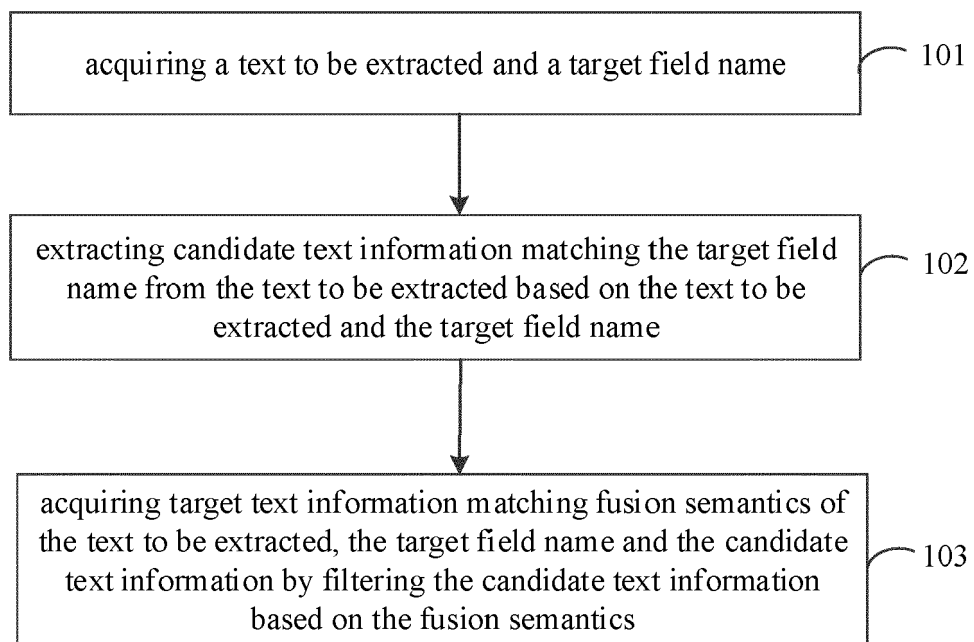 acquiring a text to be extracted and a target field name
101
extracting candidate text information matching the target field
name from the text to be extracted based on the text to be
extracted and the target field name
102
acquiring target text information matching fusion semantics of
the text to be extracted, the target field name and the candidate
text information by filtering the candidate text information
based on the fusion semantics
103